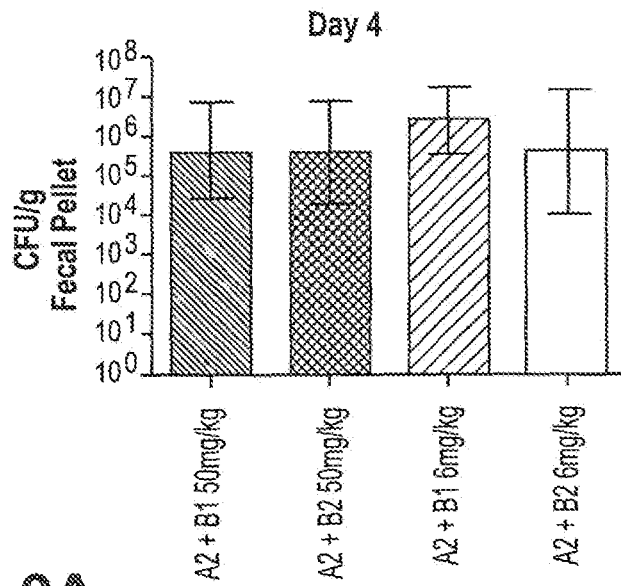 Day 4
CFU/g
Fecal Pellet
10⁸
10⁷
10⁶
10⁵
10⁴
10³
10²
10¹
10⁰
A2 + B1 50mg/kg
A2 + B2 50mg/kg
A2 + B1 6mg/kg
A2 + B2 6mg/kg